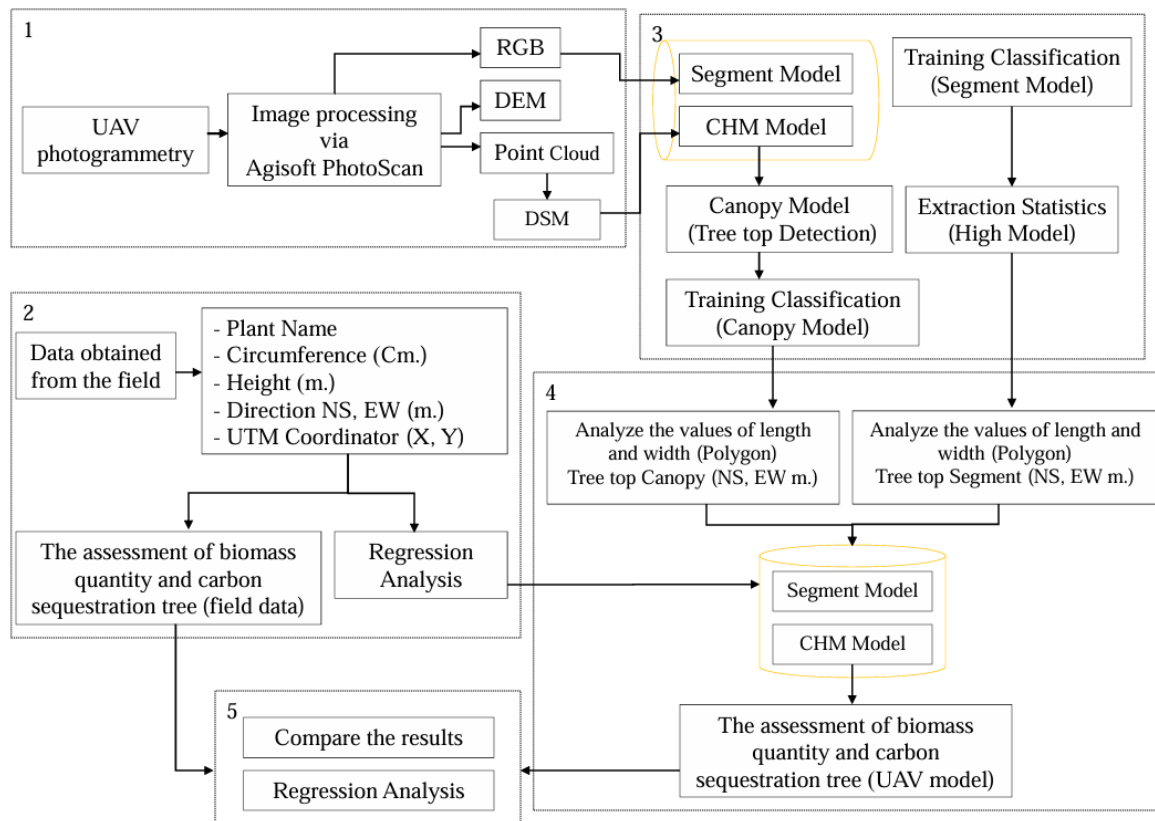 1
UAV
photogrammetry
Image processing
via
Agisoft PhotoScan
RGB
DEM
Point Cloud
DSM
3
Segment Model
CHM Model
Canopy Model
(Tree top Detection)
Training Classification
(Canopy Model)
Training Classification
(Segment Model)
Extraction Statistics
(High Model)
2
Data obtained
from the field
- Plant Name
- Circumference (Cm.)
- Height (m.)
- Direction NS, EW (m.)
- UTM Coordinator (X, Y)
The assessment of biomass
quantity and carbon
sequestration tree (field data)
Regression
Analysis
4
Analyze the values of length
and width (Polygon)
Tree top Canopy (NS, EW m.)
Analyze the values of length and
width (Polygon)
Tree top Segment (NS, EW m.)
Segment Model
CHM Model
The assessment of biomass
quantity and carbon
sequestration tree (UAV model)
5
Compare the results
Regression Analysis